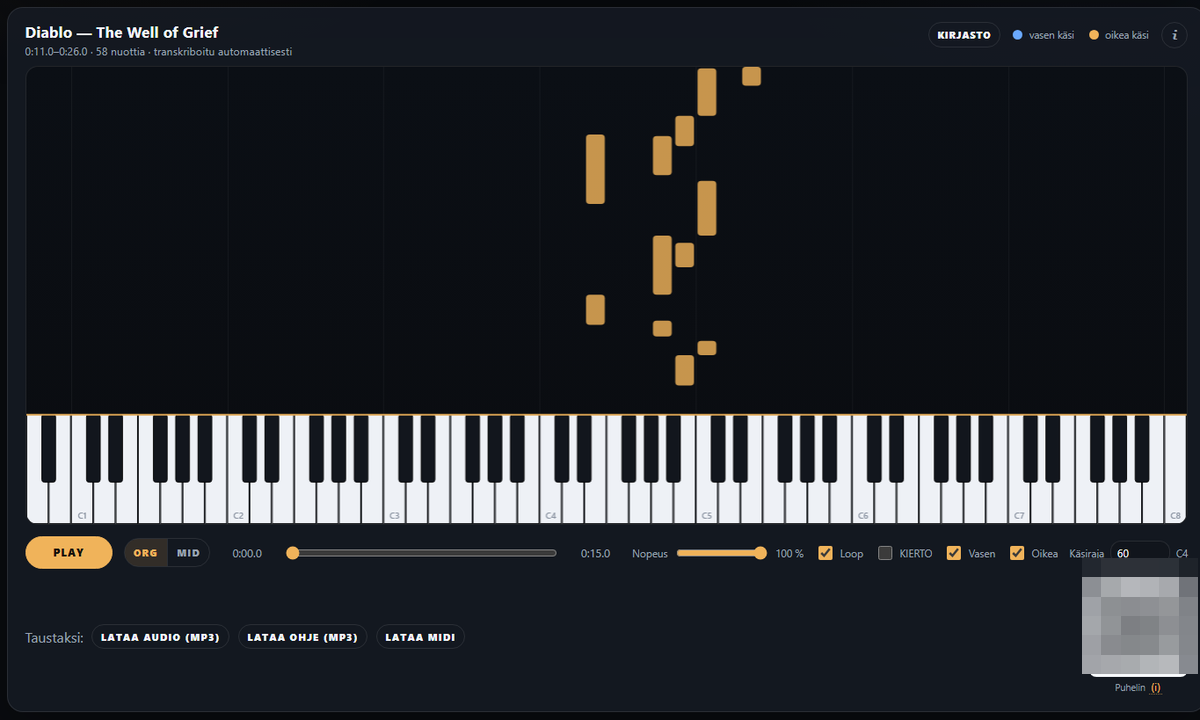 Diablo — The Well of Grief
0:11.0–0:26.0 · 58 nuottia · transkriboitu automaattisesti
KIRJASTO
vasen käsi
oikea käsi
i
C1
C2
C3
C4
C5
C6
C7
C8
PLAY
ORG
MID
0:00.0
0:15.0
Nopeus
100 %
Loop
KIERTO
Vasen
Oikea
Käsiraja
60
C4
Taustaksi:
LATAA AUDIO (MP3)
LATAA OHJE (MP3)
LATAA MIDI
Puhelin (i)